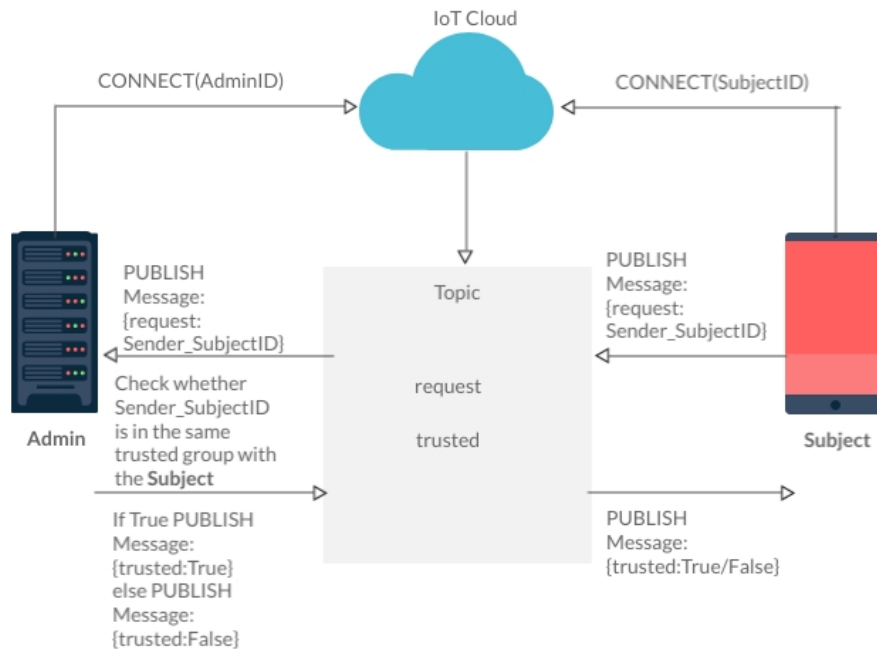 IoT Cloud
CONNECT(AdminID)
CONNECT(SubjectID)
PUBLISH
Message:
{request:
Sender_SubjectID}
Check whether
Sender_SubjectID
is in the same
trusted group with
the Subject
If True PUBLISH
Message:
{trusted:True}
else PUBLISH
Message:
{trusted:False}
Admin
Topic
request
trusted
PUBLISH
Message:
{request:
Sender_SubjectID}
Subject
PUBLISH
Message:
{trusted:True/False}